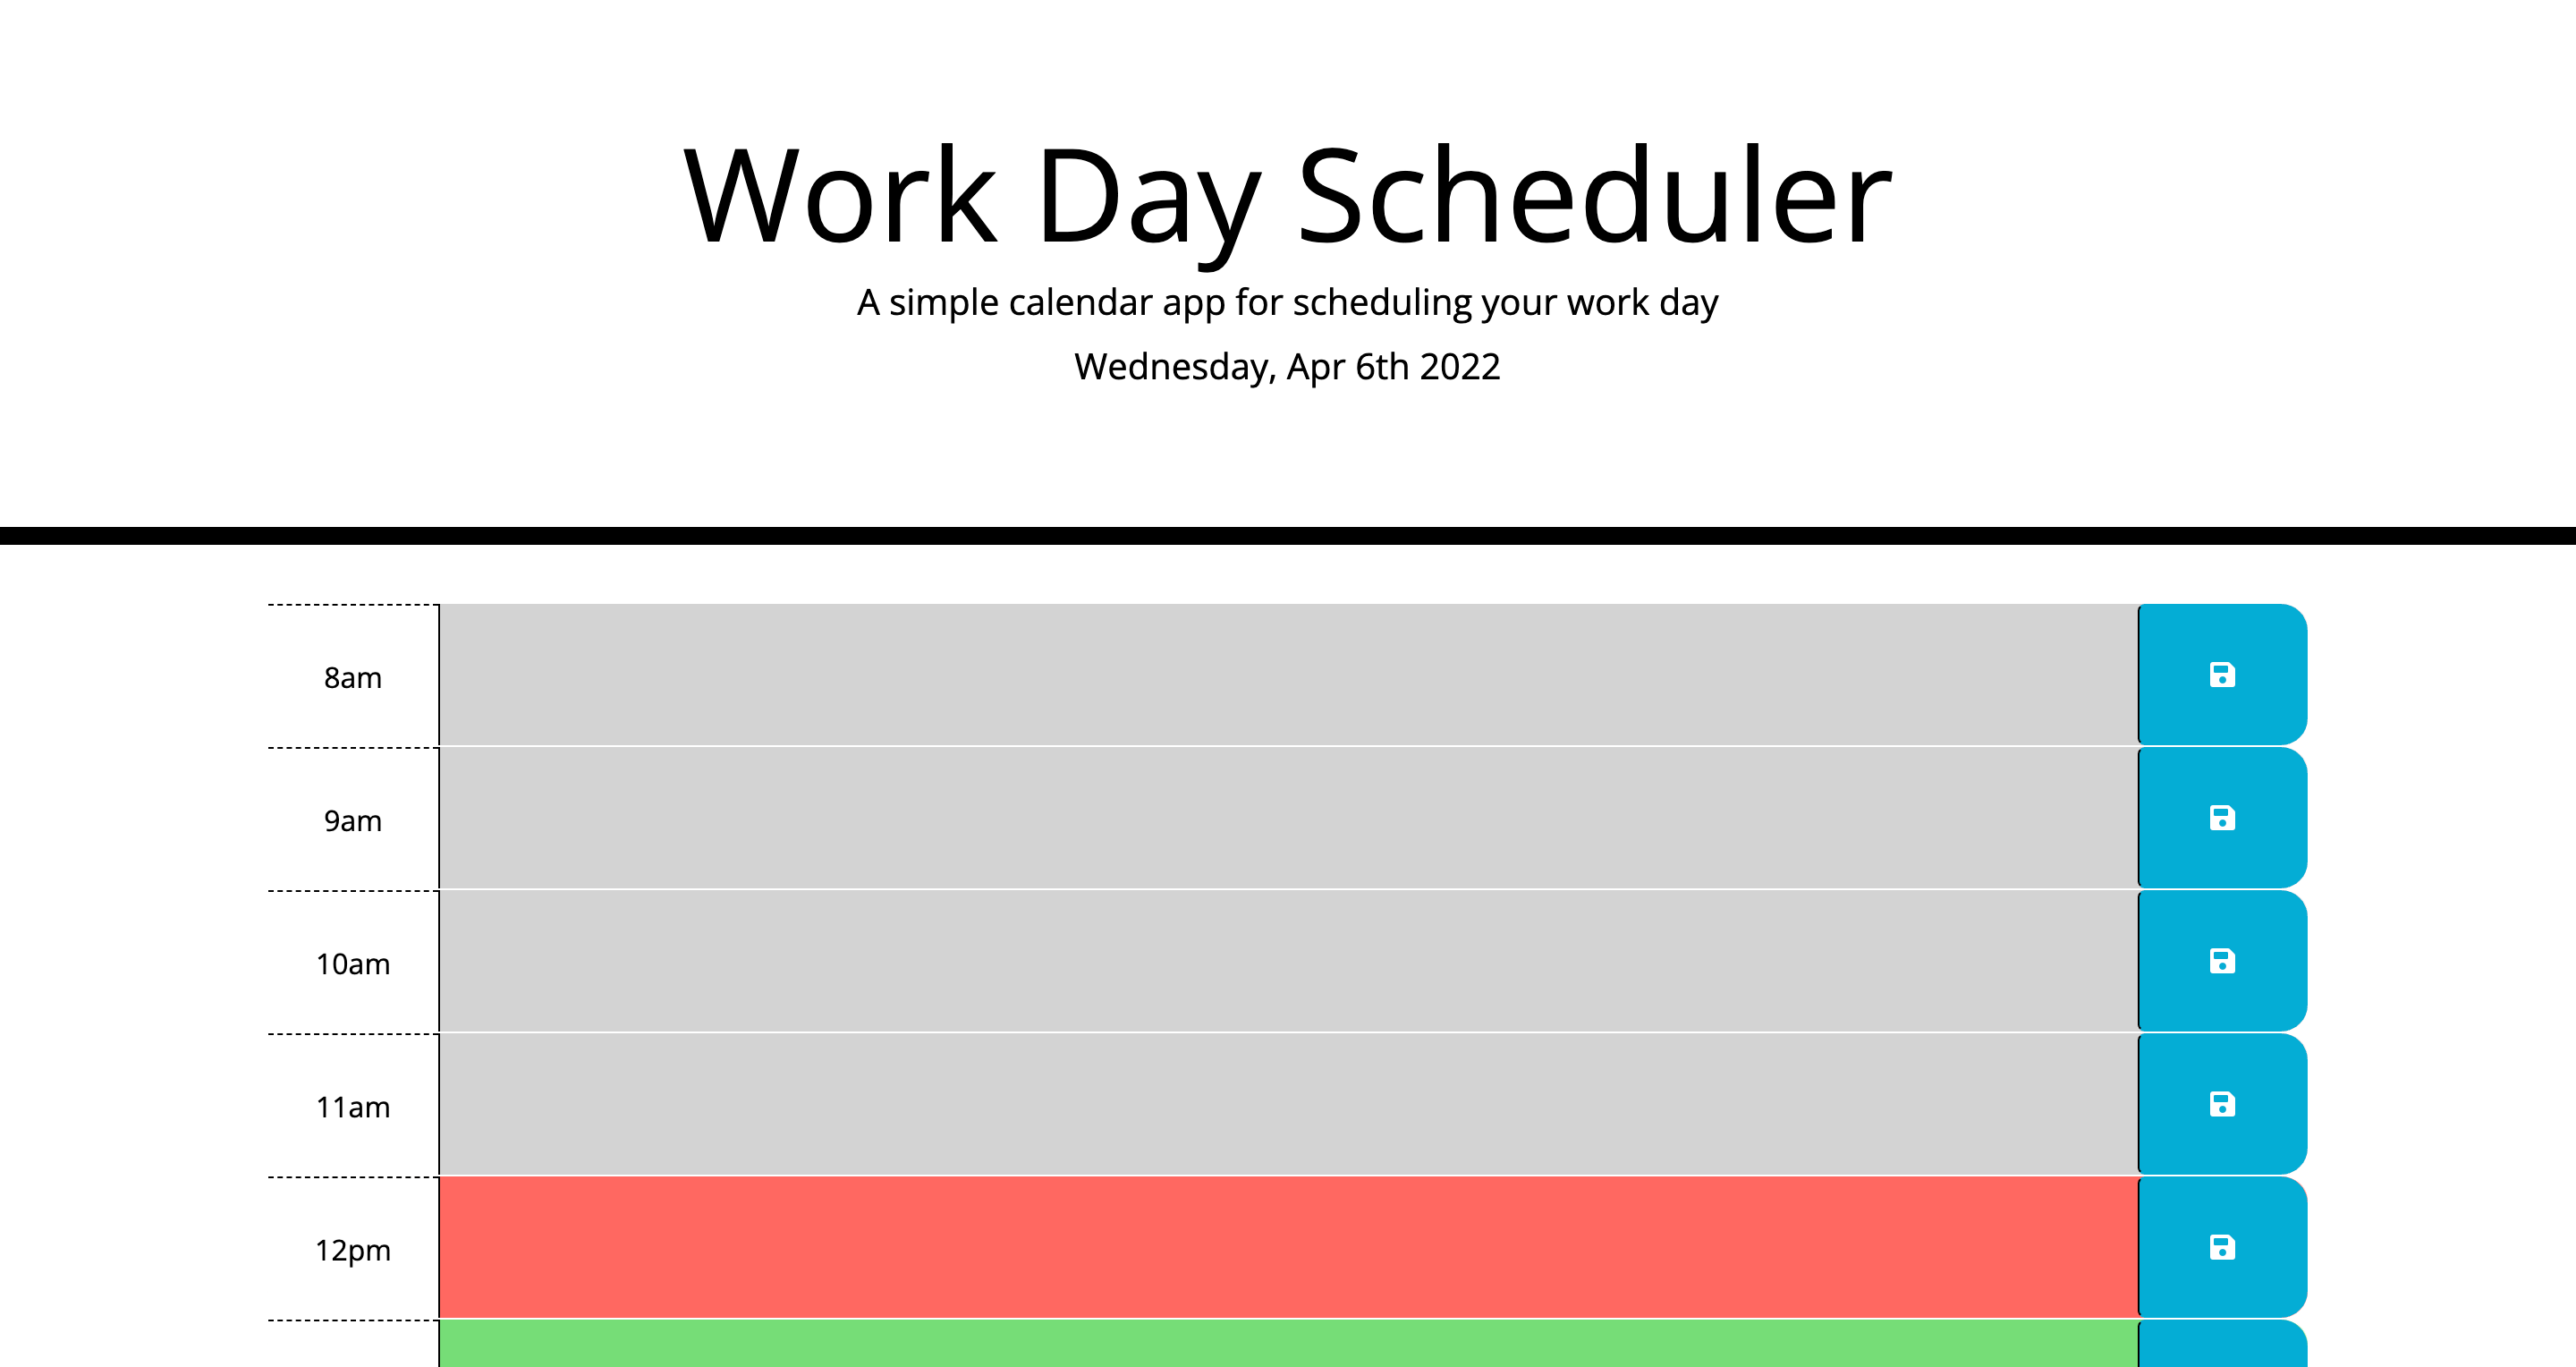 Work Day Scheduler
A simple calendar app for scheduling your work day
Wednesday, Apr 6th 2022
8am
9am
10am
11am
12pm